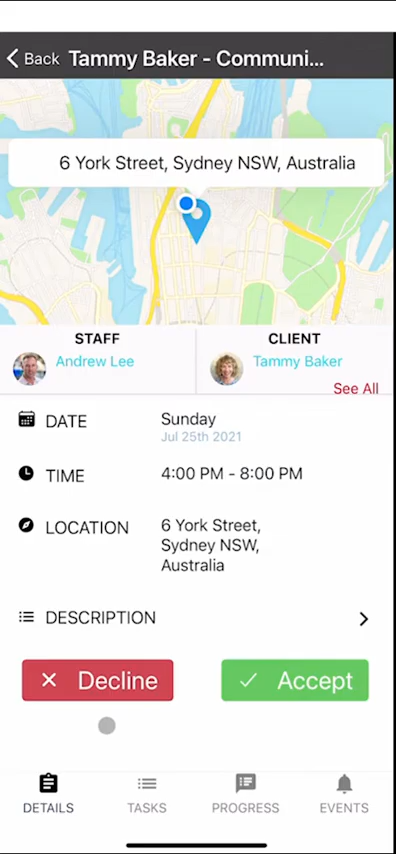 Back Tammy Baker - Communi...
6 York Street, Sydney NSW, Australia
STAFF
Andrew Lee
CLIENT
Tammy Baker
See All
DATE
Sunday
Jul 25th 2021
TIME
4:00 PM - 8:00 PM
LOCATION
6 York Street,
Sydney NSW,
Australia
DESCRIPTION
Decline
Accept
DETAILS
TASKS
PROGRESS
EVENTS